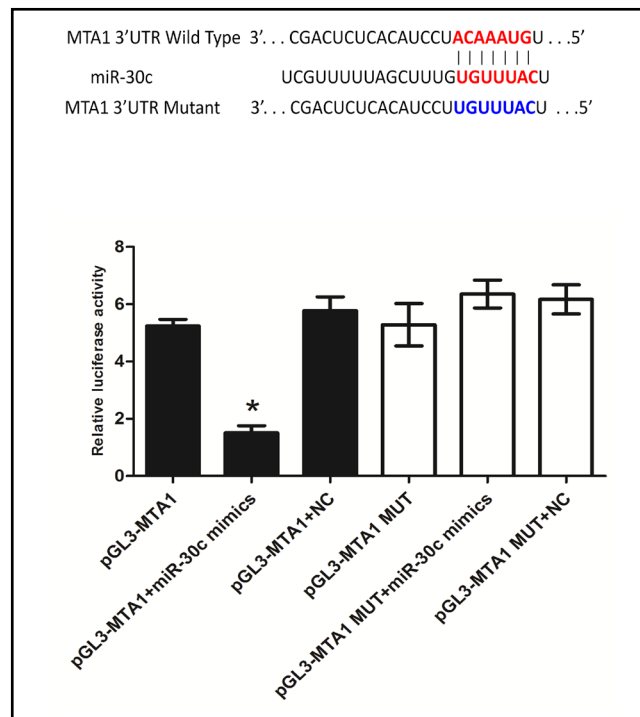 MTA1 3’UTR Wild Type 3’. . . CGACUCUCACAUCCUACAAAUGU . . .5’
miR-30c UCGUUUUUAGCUUUGUGUUUACU
MTA1 3’UTR Mutant 3’. . . CGACUCUCACAUCCUUGUUUACU . . .5’
Relative luciferase activity
8
6
4
2
0
*
pGL3-MTA1
pGL3-MTA1+miR-30c mimics
pGL3-MTA1+NC
pGL3-MTA1 MUT
pGL3-MTA1 MUT+miR-30c mimics
pGL3-MTA1 MUT+NC